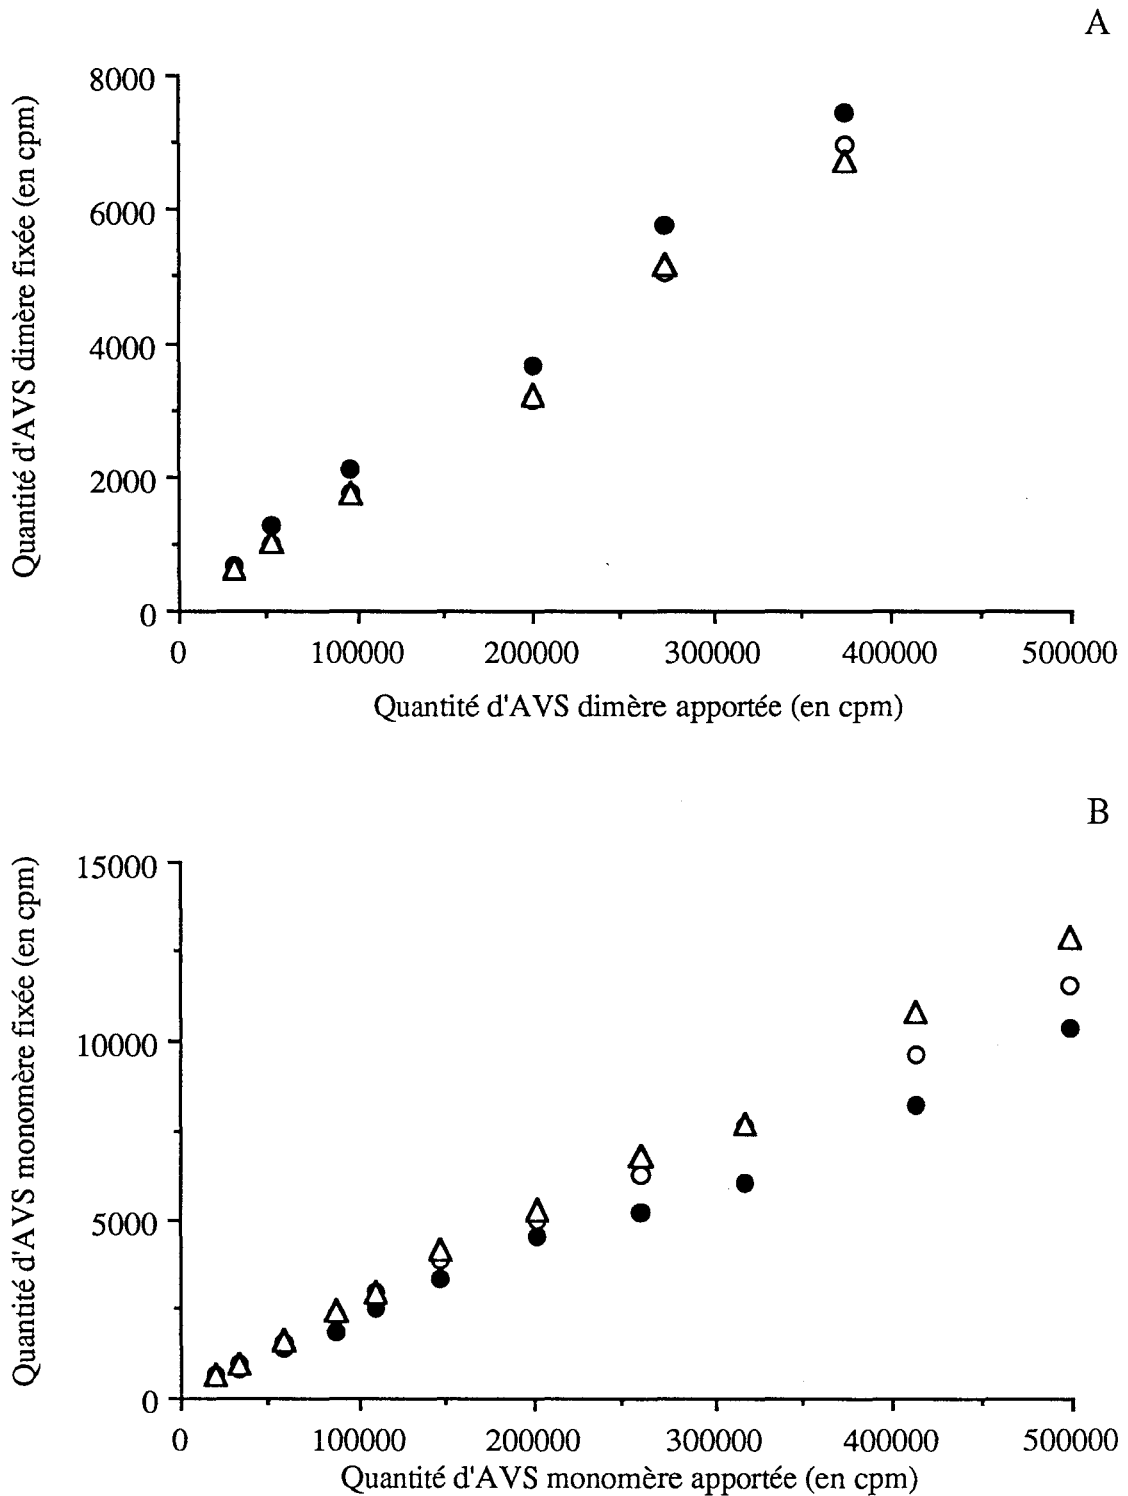 A
Quantité d'AVS dimère fixée (en cpm)
8000
6000
4000
2000
0
0 100000 200000 300000 400000 500000
Quantité d'AVS dimère apportée (en cpm)
B
Quantité d'AVS monomère fixée (en cpm)
15000
10000
5000
0
0 100000 200000 300000 400000 500000
Quantité d'AVS monomère apportée (en cpm)